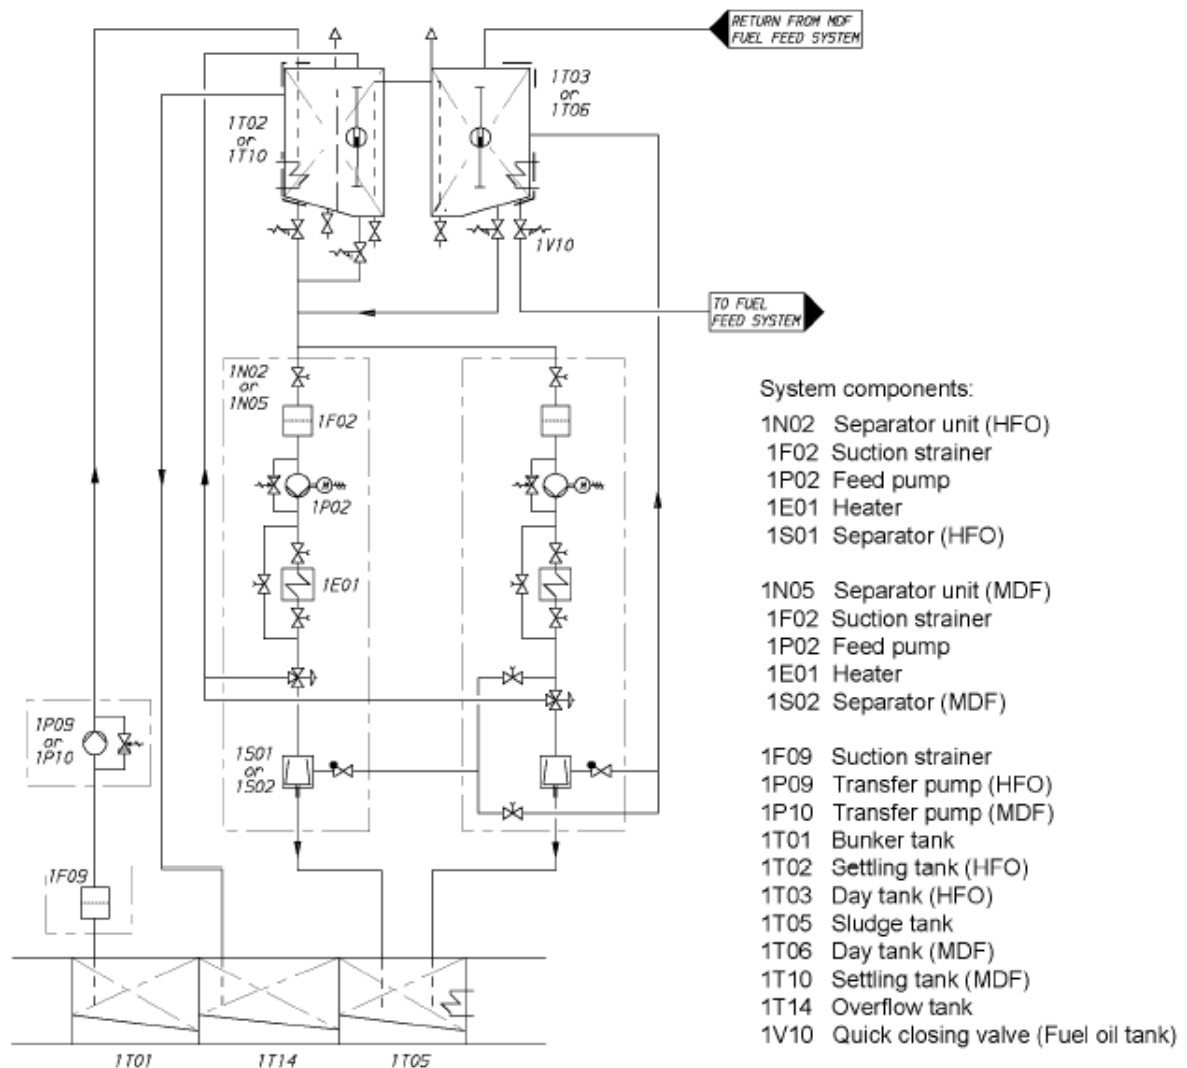 RETURN FROM MDF
FUEL FEED SYSTEM
1T03
or
1T06
1T02
or
1T10
1V10
TO FUEL
FEED SYSTEM
1N02
or
1N05
1F02
M
M
1P02
1E01
1P09
or
1P10
1S01
or
1S02
1F09
1T01
1T14
1T05
System components:
1N02 Separator unit (HFO)
1F02 Suction strainer
1P02 Feed pump
1E01 Heater
1S01 Separator (HFO)
1N05 Separator unit (MDF)
1F02 Suction strainer
1P02 Feed pump
1E01 Heater
1S02 Separator (MDF)
1F09 Suction strainer
1P09 Transfer pump (HFO)
1P10 Transfer pump (MDF)
1T01 Bunker tank
1T02 Settling tank (HFO)
1T03 Day tank (HFO)
1T05 Sludge tank
1T06 Day tank (MDF)
1T10 Settling tank (MDF)
1T14 Overflow tank
1V10 Quick closing valve (Fuel oil tank)